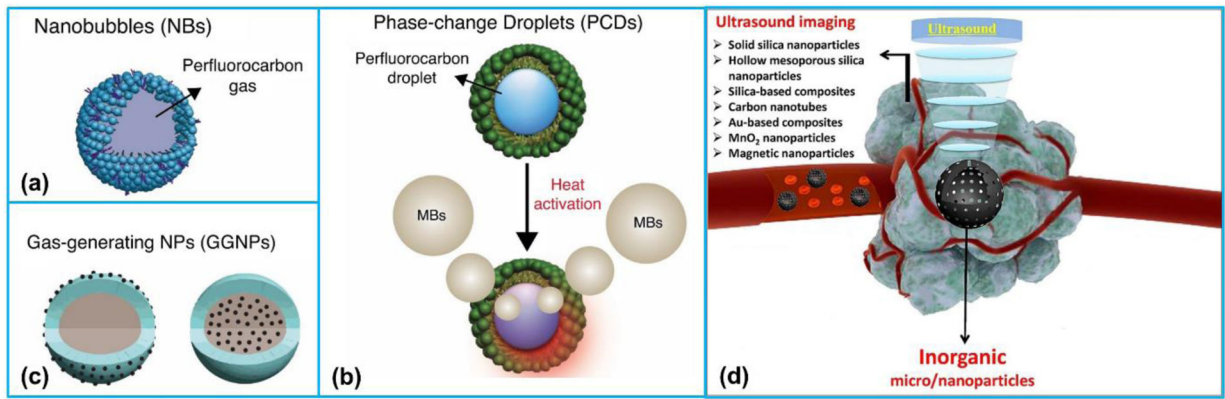 Nanobubbles (NBs)
Perfluorocarbon
gas
(a)
Gas-generating NPs (GGNPs)
(c)
Phase-change Droplets (PCDs)
Perfluorocarbon
droplet
Heat
activation
MBs
MBs
(b)
Ultrasound imaging
➢ Solid silica nanoparticles
➢ Hollow mesoporous silica
nanoparticles
➢ Silica-based composites
➢ Carbon nanotubes
➢ Au-based composites
➢ MnO₂ nanoparticles
➢ Magnetic nanoparticles
Ultrasound
Inorganic
micro/nanoparticles
(d)